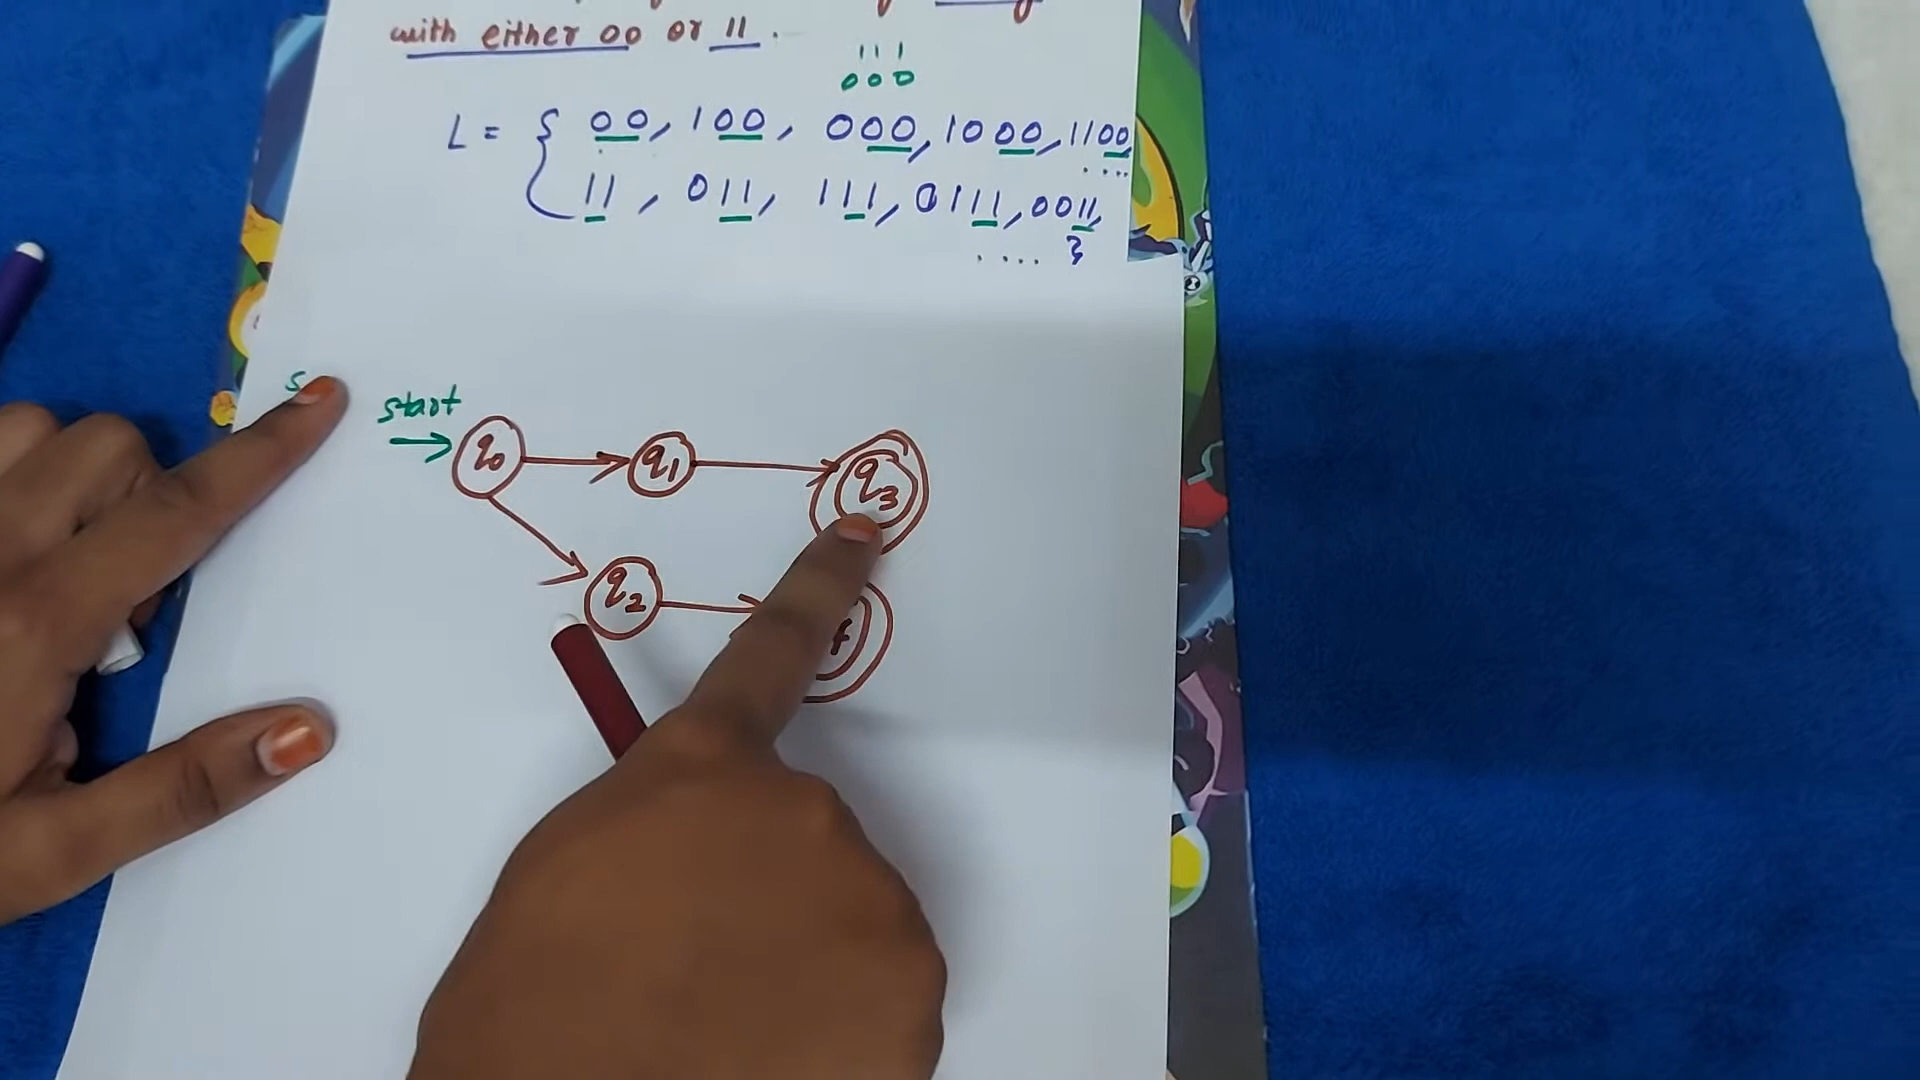 with either 00 or 11.
111
000
L = { 00, 100, 000, 1000, 1100,
....
11, 011, 111, 0111, 0011,
.... }
s
start
q0 q1 q3
q2